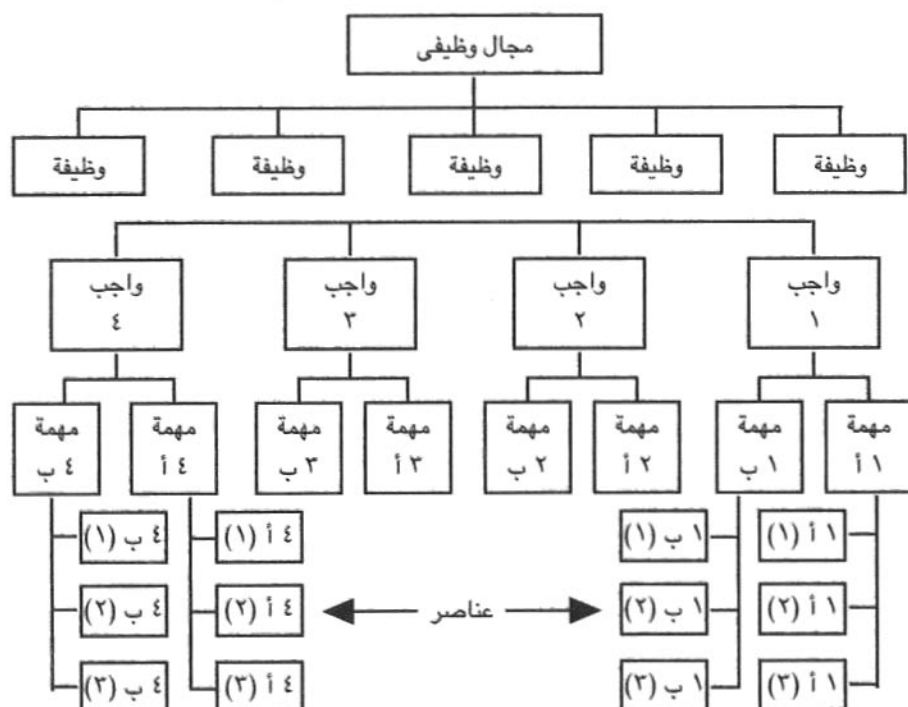 مجال وظيفى
وظيفة
وظيفة
وظيفة
وظيفة
وظيفة
واجب
١
واجب
٢
واجب
٣
واجب
٤
مهمة
١ أ
مهمة
١ ب
مهمة
٢ أ
مهمة
٢ ب
مهمة
٣ أ
مهمة
٣ ب
مهمة
٤ أ
مهمة
٤ ب
١ أ (١)
١ ب (١)
٤ أ (١)
٤ ب (١)
١ أ (٢)
١ ب (٢)
عناصر
٤ أ (٢)
٤ ب (٢)
١ أ (٣)
١ ب (٣)
٤ أ (٣)
٤ ب (٣)